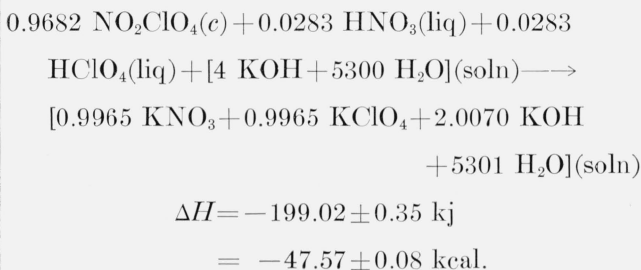 0.9682 NO₂ClO₄(c)+0.0283 HNO₃(liq)+0.0283
HClO₄(liq)+[4 KOH+5300 H₂O](soln)⟶
[0.9965 KNO₃+0.9965 KClO₄+2.0070 KOH
+5301 H₂O](soln)
ΔH=−199.02±0.35 kj
= −47.57±0.08 kcal.